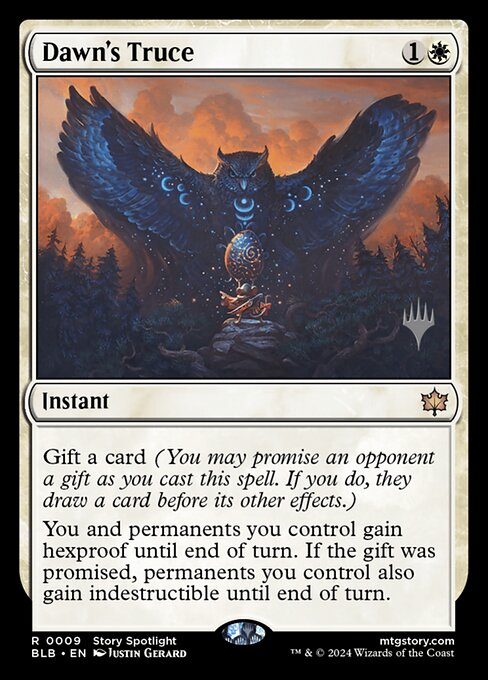 Dawn's Truce 1
Instant
Gift a card (You may promise an opponent
a gift as you cast this spell. If you do, they
draw a card before its other effects.)
You and permanents you control gain
hexproof until end of turn. If the gift was
promised, permanents you control also
gain indestructible until end of turn.
R 0009 Story Spotlight mtgstory.com
BLB • EN Justin Gerard ™ & © 2024 Wizards of the Coast